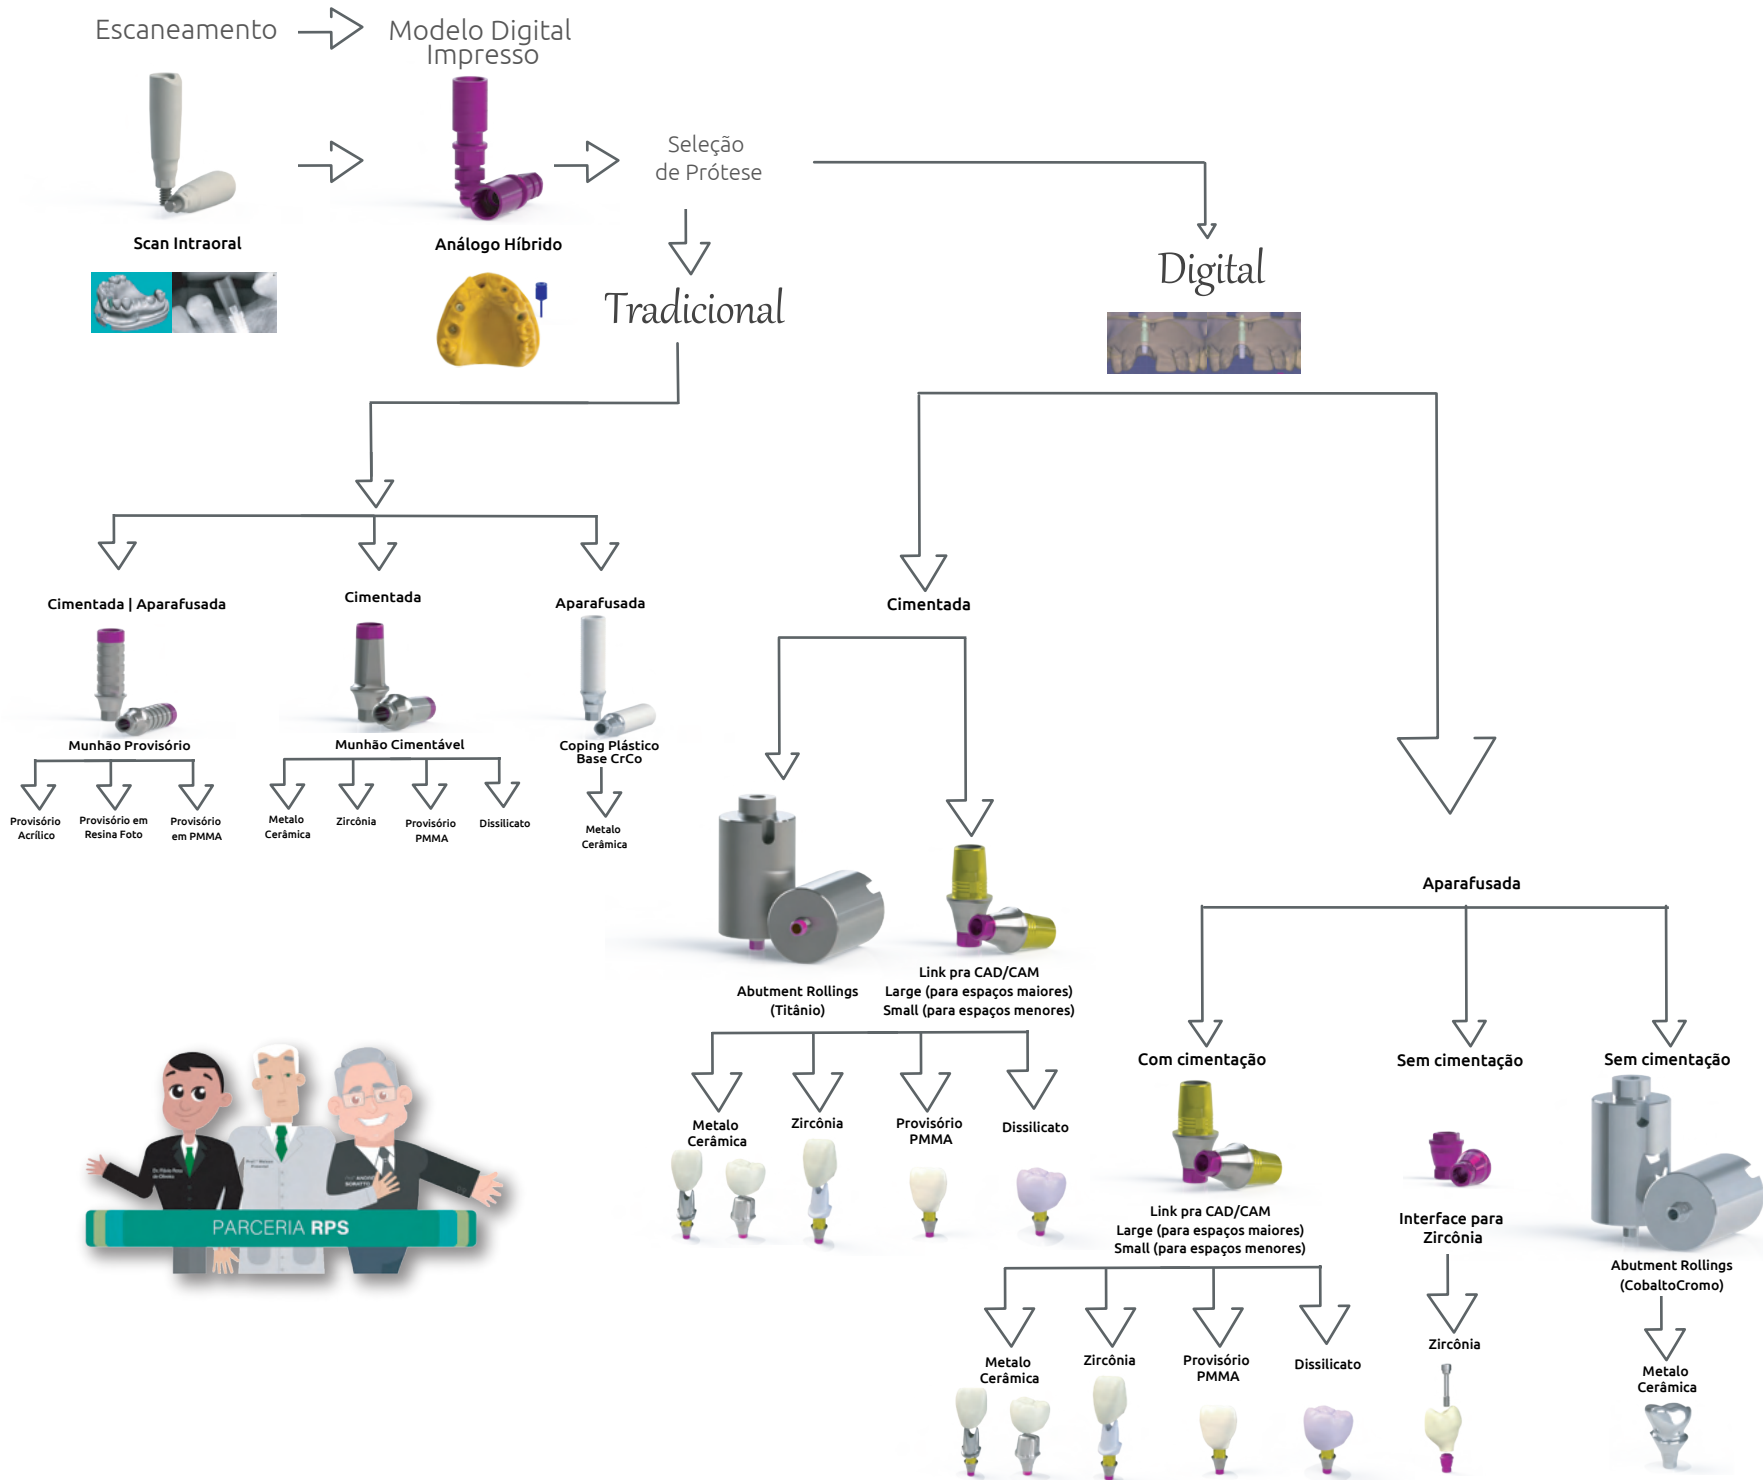 Escaneamento
Modelo Digital
Impresso
Scan Intraoral
Análogo Híbrido
Seleção
de Prótese
Tradicional
Digital
Cimentada | Aparafusada
Cimentada
Aparafusada
Munhão Provisório
Munhão Cimentável
Coping Plástico
Base CrCo
Provisório
Acrílico
Provisório em
Resina Foto
Provisório
em PMMA
Metalo
Cerâmica
Zircônia
Provisório
PMMA
Dissilicato
Metalo
Cerâmica
Cimentada
Abutment Rollings
(Titânio)
Link pra CAD/CAM
Large (para espaços maiores)
Small (para espaços menores)
Metalo
Cerâmica
Zircônia
Provisório
PMMA
Dissilicato
Aparafusada
Com cimentação
Sem cimentação
Sem cimentação
Link pra CAD/CAM
Large (para espaços maiores)
Small (para espaços menores)
Interface para
Zircônia
Abutment Rollings
(CobaltoCromo)
Metalo
Cerâmica
Zircônia
Provisório
PMMA
Dissilicato
Zircônia
Metalo
Cerâmica
Dr. Flávio Rosa
de Oliveira
PARCERIA RPS